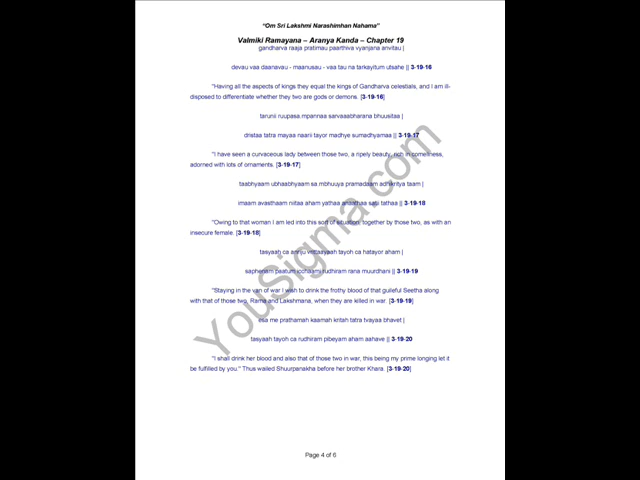 “Om Sri Lakshmi Narashimhan Nahama”
Valmiki Ramayana – Aranya Kanda – Chapter 19
gandharva raaja pratimau paarthiva vyanjana anvitau |
devau vaa daanavau - maanusau - vaa tau na tarkayitum utsahe || 3-19-16
"Having all the aspects of kings they equal the kings of Gandharva celestials, and I am ill-
disposed to differentiate whether they two are gods or demons. [3-19-16]
tarunii ruupasa mpannaa sarvaaabharana bhuusitaa |
dristaa tatra mayaa naarii tayor madhye sumadhyamaa || 3-19-17
"I have seen a curvaceous lady between those two, a ripely beauty, rich in comeliness,
adorned with lots of ornaments. [3-19-17]
taabhyaam ubhaabhyaam sa mbhuuya pramadaam adhikritya taam |
imaam avasthaam niitaa aham yathaa anaathaa satii tathaa || 3-19-18
"Owing to that woman I am led into this sort of situation, together by those two, as with an
insecure female. [3-19-18]
tasyaah ca anriju vrittaayaah tayoh ca hatayor aham |
saphenam paatum icchaami rudhiram rana muurdhani || 3-19-19
"Staying in the van of war I wish to drink the frothy blood of that guileful Seetha along
with that of those two, Rama and Lakshmana, when they are killed in war. [3-19-19]
esa me prathamah kaamah kritah tatra tvayaa bhavet |
tasyaah tayoh ca rudhiram pibeyam aham aahave || 3-19-20
"I shall drink her blood and also that of those two in war, this being my prime longing let it
be fulfilled by you." Thus wailed Shuurpanakha before her brother Khara. [3-19-20]
YouSigma.com
Page 4 of 6